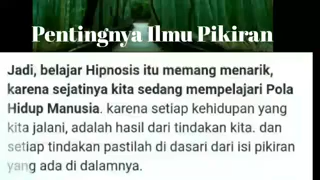 Pentingnya Ilmu Pikiran
Jadi, belajar Hipnosis itu memang menarik,
karena sejatinya kita sedang mempelajari Pola
Hidup Manusia. karena setiap kehidupan yang
kita jalani, adalah hasil dari tindakan kita. dan
setiap tindakan pastilah di dasari dari isi pikiran
yang ada di dalamnya.